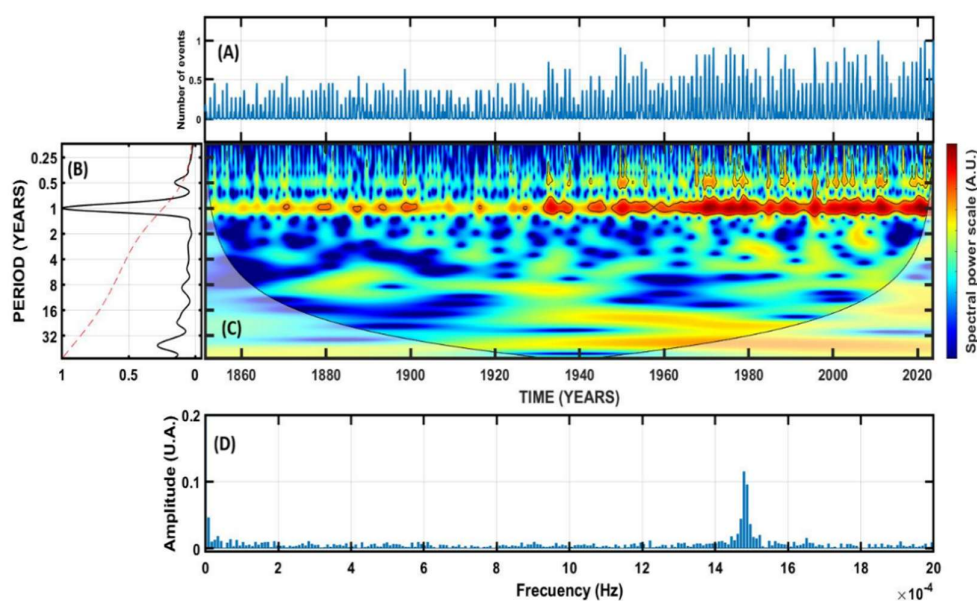 (A)
Number of events
1
0.5
0
(B)
PERIOD (YEARS)
0.25
0.5
1
2
4
8
16
32
1 0.5 0
(C)
1860 1880 1900 1920 1940 1960 1980 2000 2020
TIME (YEARS)
Spectral power scale (A.U.)
(D)
Amplitude (U.A.)
0.2
0.1
0
0 2 4 6 8 10 12 14 16 18 20
Frecuency (Hz)
×10⁻⁴